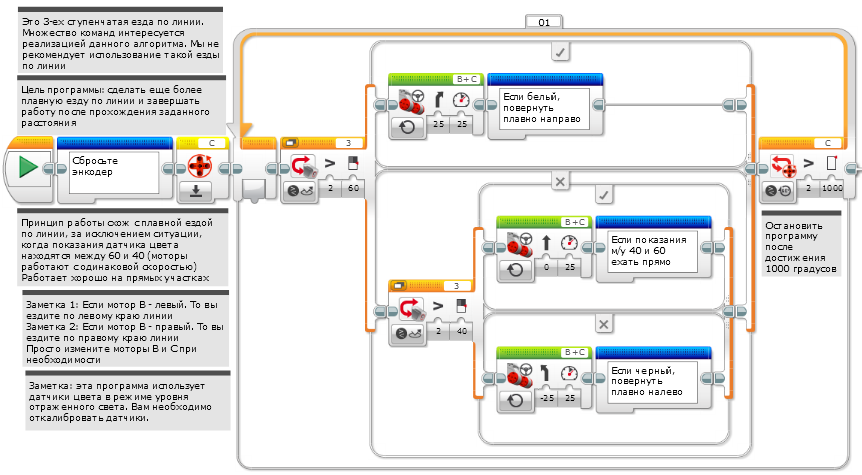 Это 3-ех ступенчатая езда по линии.
Множество команд интересуется
реализацией данного алгоритма. Мы не
рекомендует использование такой езды
по линии
Цель программы: сделать еще более
плавную езду по линии и завершать
работу после прохождения заданного
расстояния
Сбросьте
энкодер
C
Принцип работы схож с плавной ездой
по линии, за исключением ситуации,
когда показания датчика цвета
находятся между 60 и 40 (моторы
работают с одинаковой скоростью)
Работает хорошо на прямых участках
Заметка 1: Если мотор B - левый. То вы
ездите по левому краю линии
Заметка 2: Если мотор B - правый. То вы
ездите по правому краю линии
Просто измените моторы B и C при
необходимости
Заметка: эта программа использует
датчики цвета в режиме уровня
отраженного света. Вам необходимо
откалибровать датчики.
01
3
>
2 60
B+C
25 25
Если белый,
повернуть
плавно направо
3
>
2 40
B+C
0 25
Если показания
м/у 40 и 60
ехать прямо
B+C
-25 25
Если черный,
повернуть
плавно налево
C
>
2 1000
Остановить
программу
после
достижения
1000 градусов